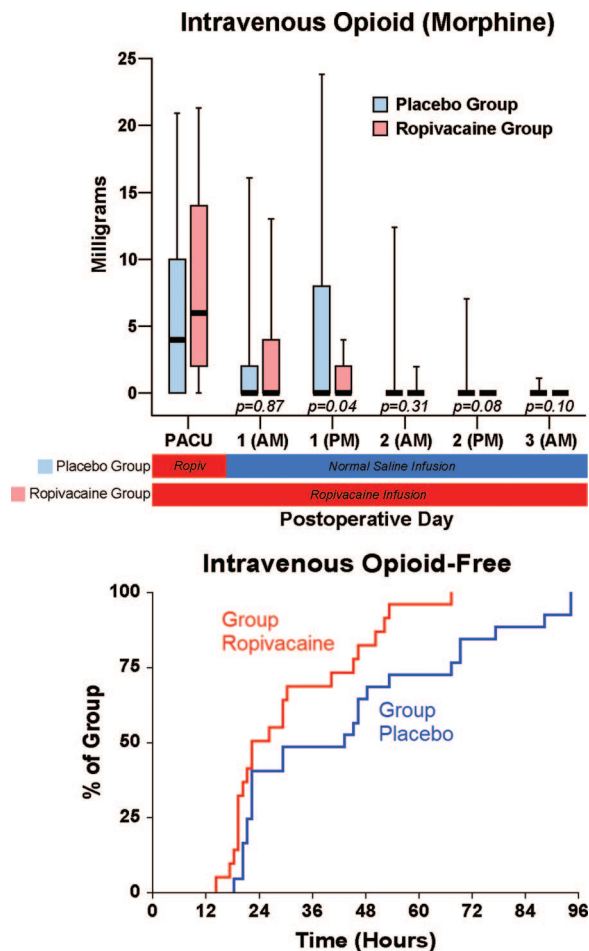 Intravenous Opioid (Morphine)
25
20
15
10
5
0
Milligrams
Placebo Group
Ropivacaine Group
p=0.87 p=0.04 p=0.31 p=0.08 p=0.10
PACU 1 (AM) 1 (PM) 2 (AM) 2 (PM) 3 (AM)
Placebo Group Ropiv Normal Saline Infusion
Ropivacaine Group Ropivacaine Infusion
Postoperative Day
Intravenous Opioid-Free
100
75
50
25
0
% of Group
Group
Ropivacaine
Group
Placebo
0 12 24 36 48 60 72 84 96
Time (Hours)